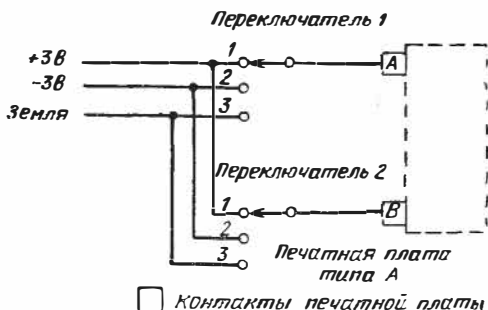 Переключатель 1
+3В
-3В
Земля
1
2
3
А
Переключатель 2
1
2
3
В
Печатная плата
типа А
Контакты печатной платы